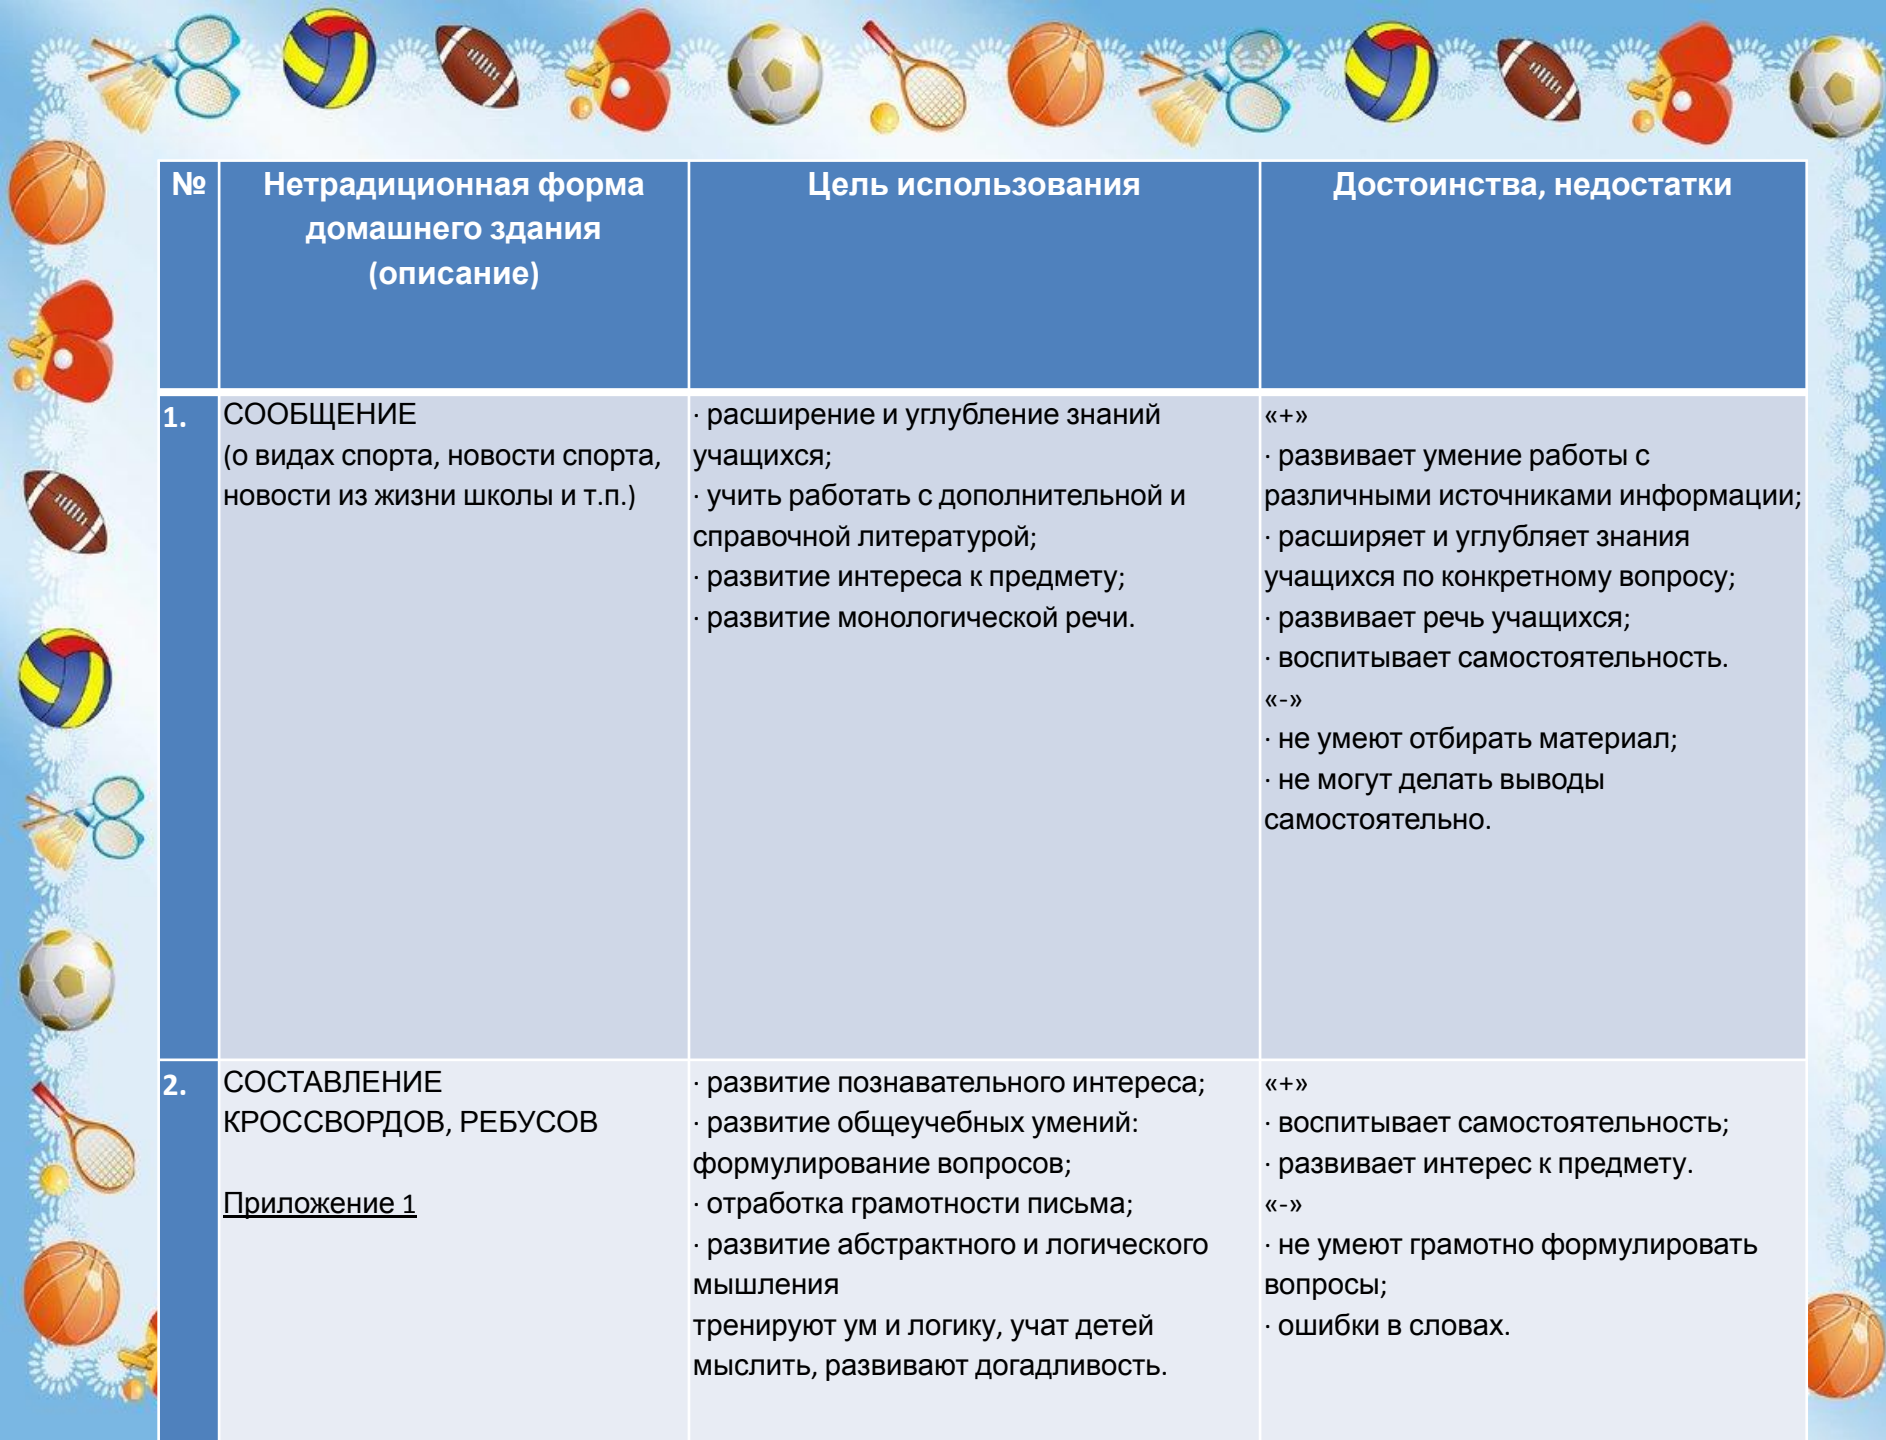 №
Нетрадиционная форма
домашнего здания
(описание)
Цель использования
Достоинства, недостатки
1.
СООБЩЕНИЕ
(о видах спорта, новости спорта,
новости из жизни школы и т.п.)
· расширение и углубление знаний
учащихся;
· учить работать с дополнительной и
справочной литературой;
· развитие интереса к предмету;
· развитие монологической речи.
«+»
· развивает умение работы с
различными источниками информации;
· расширяет и углубляет знания
учащихся по конкретному вопросу;
· развивает речь учащихся;
· воспитывает самостоятельность.
«-»
· не умеют отбирать материал;
· не могут делать выводы
самостоятельно.
2.
СОСТАВЛЕНИЕ
КРОССВОРДОВ, РЕБУСОВ
Приложение 1
· развитие познавательного интереса;
· развитие общеучебных умений:
формулирование вопросов;
· отработка грамотности письма;
· развитие абстрактного и логического
мышления
тренируют ум и логику, учат детей
мыслить, развивают догадливость.
«+»
· воспитывает самостоятельность;
· развивает интерес к предмету.
«-»
· не умеют грамотно формулировать
вопросы;
· ошибки в словах.